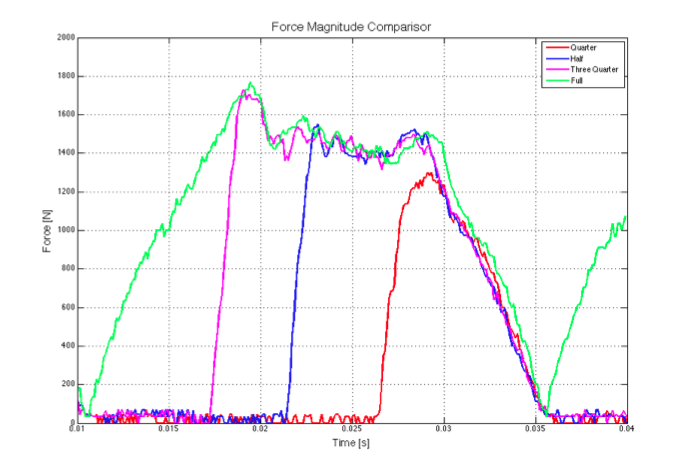 Force Magnitude Comparisor
2000
1800
1600
1400
1200
1000
800
600
400
200
0
0.01
0.015
0.02
0.025
0.03
0.035
0.04
Force [N]
Time [s]
Quarter
Half
Three Quarter
Full